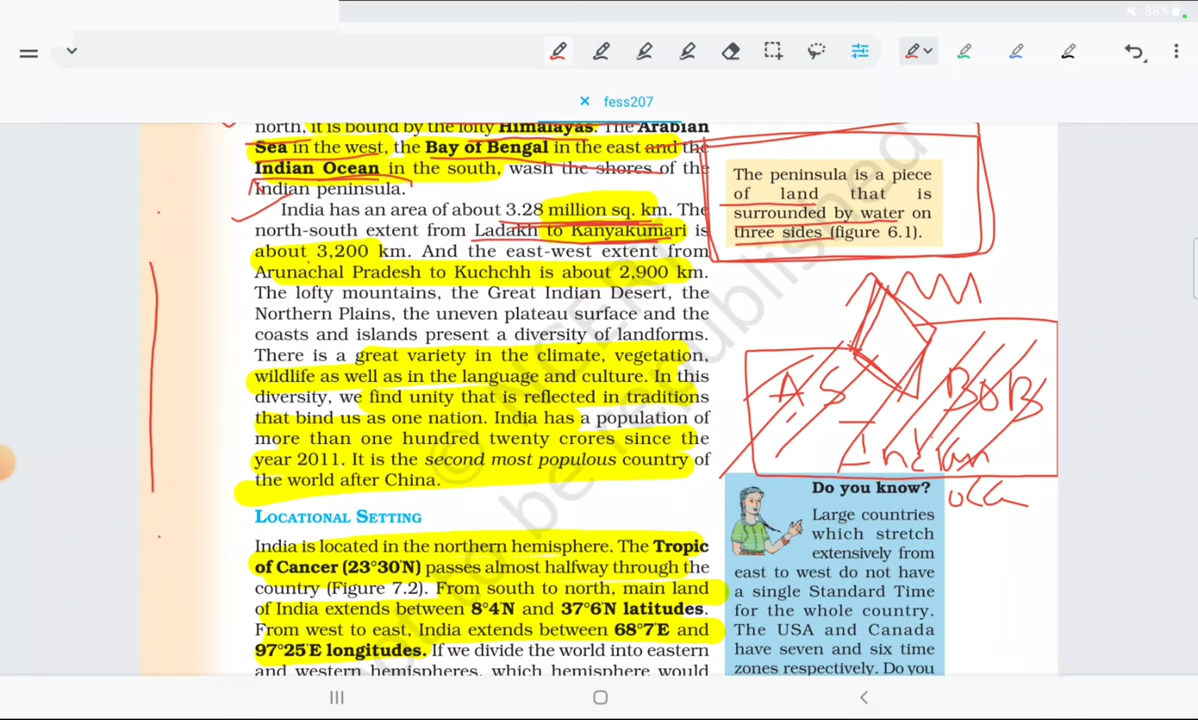 88%
fess207
north, it is bound by the lofty Himalayas. The Arabian
Sea in the west, the Bay of Bengal in the east and the
Indian Ocean in the south, wash the shores of the
Indian peninsula.
India has an area of about 3.28 million sq. km. The
north-south extent from Ladakh to Kanyakumari is
about 3,200 km. And the east-west extent from
Arunachal Pradesh to Kuchchh is about 2,900 km.
The lofty mountains, the Great Indian Desert, the
Northern Plains, the uneven plateau surface and the
coasts and islands present a diversity of landforms.
There is a great variety in the climate, vegetation,
wildlife as well as in the language and culture. In this
diversity, we find unity that is reflected in traditions
that bind us as one nation. India has a population of
more than one hundred twenty crores since the
year 2011. It is the second most populous country of
the world after China.
LOCATIONAL SETTING
India is located in the northern hemisphere. The Tropic
of Cancer (23°30'N) passes almost halfway through the
country (Figure 7.2). From south to north, main land
of India extends between 8°4'N and 37°6'N latitudes.
From west to east, India extends between 68°7'E and
97°25'E longitudes. If we divide the world into eastern
and western hemispheres, which hemisphere would
The peninsula is a piece
of land that is
surrounded by water on
three sides (figure 6.1).
A S
BOB
Indian
Do you know?
Large countries
which stretch
extensively from
east to west do not have
a single Standard Time
for the whole country.
The USA and Canada
have seven and six time
zones respectively. Do you
© NCERT
not to be republished